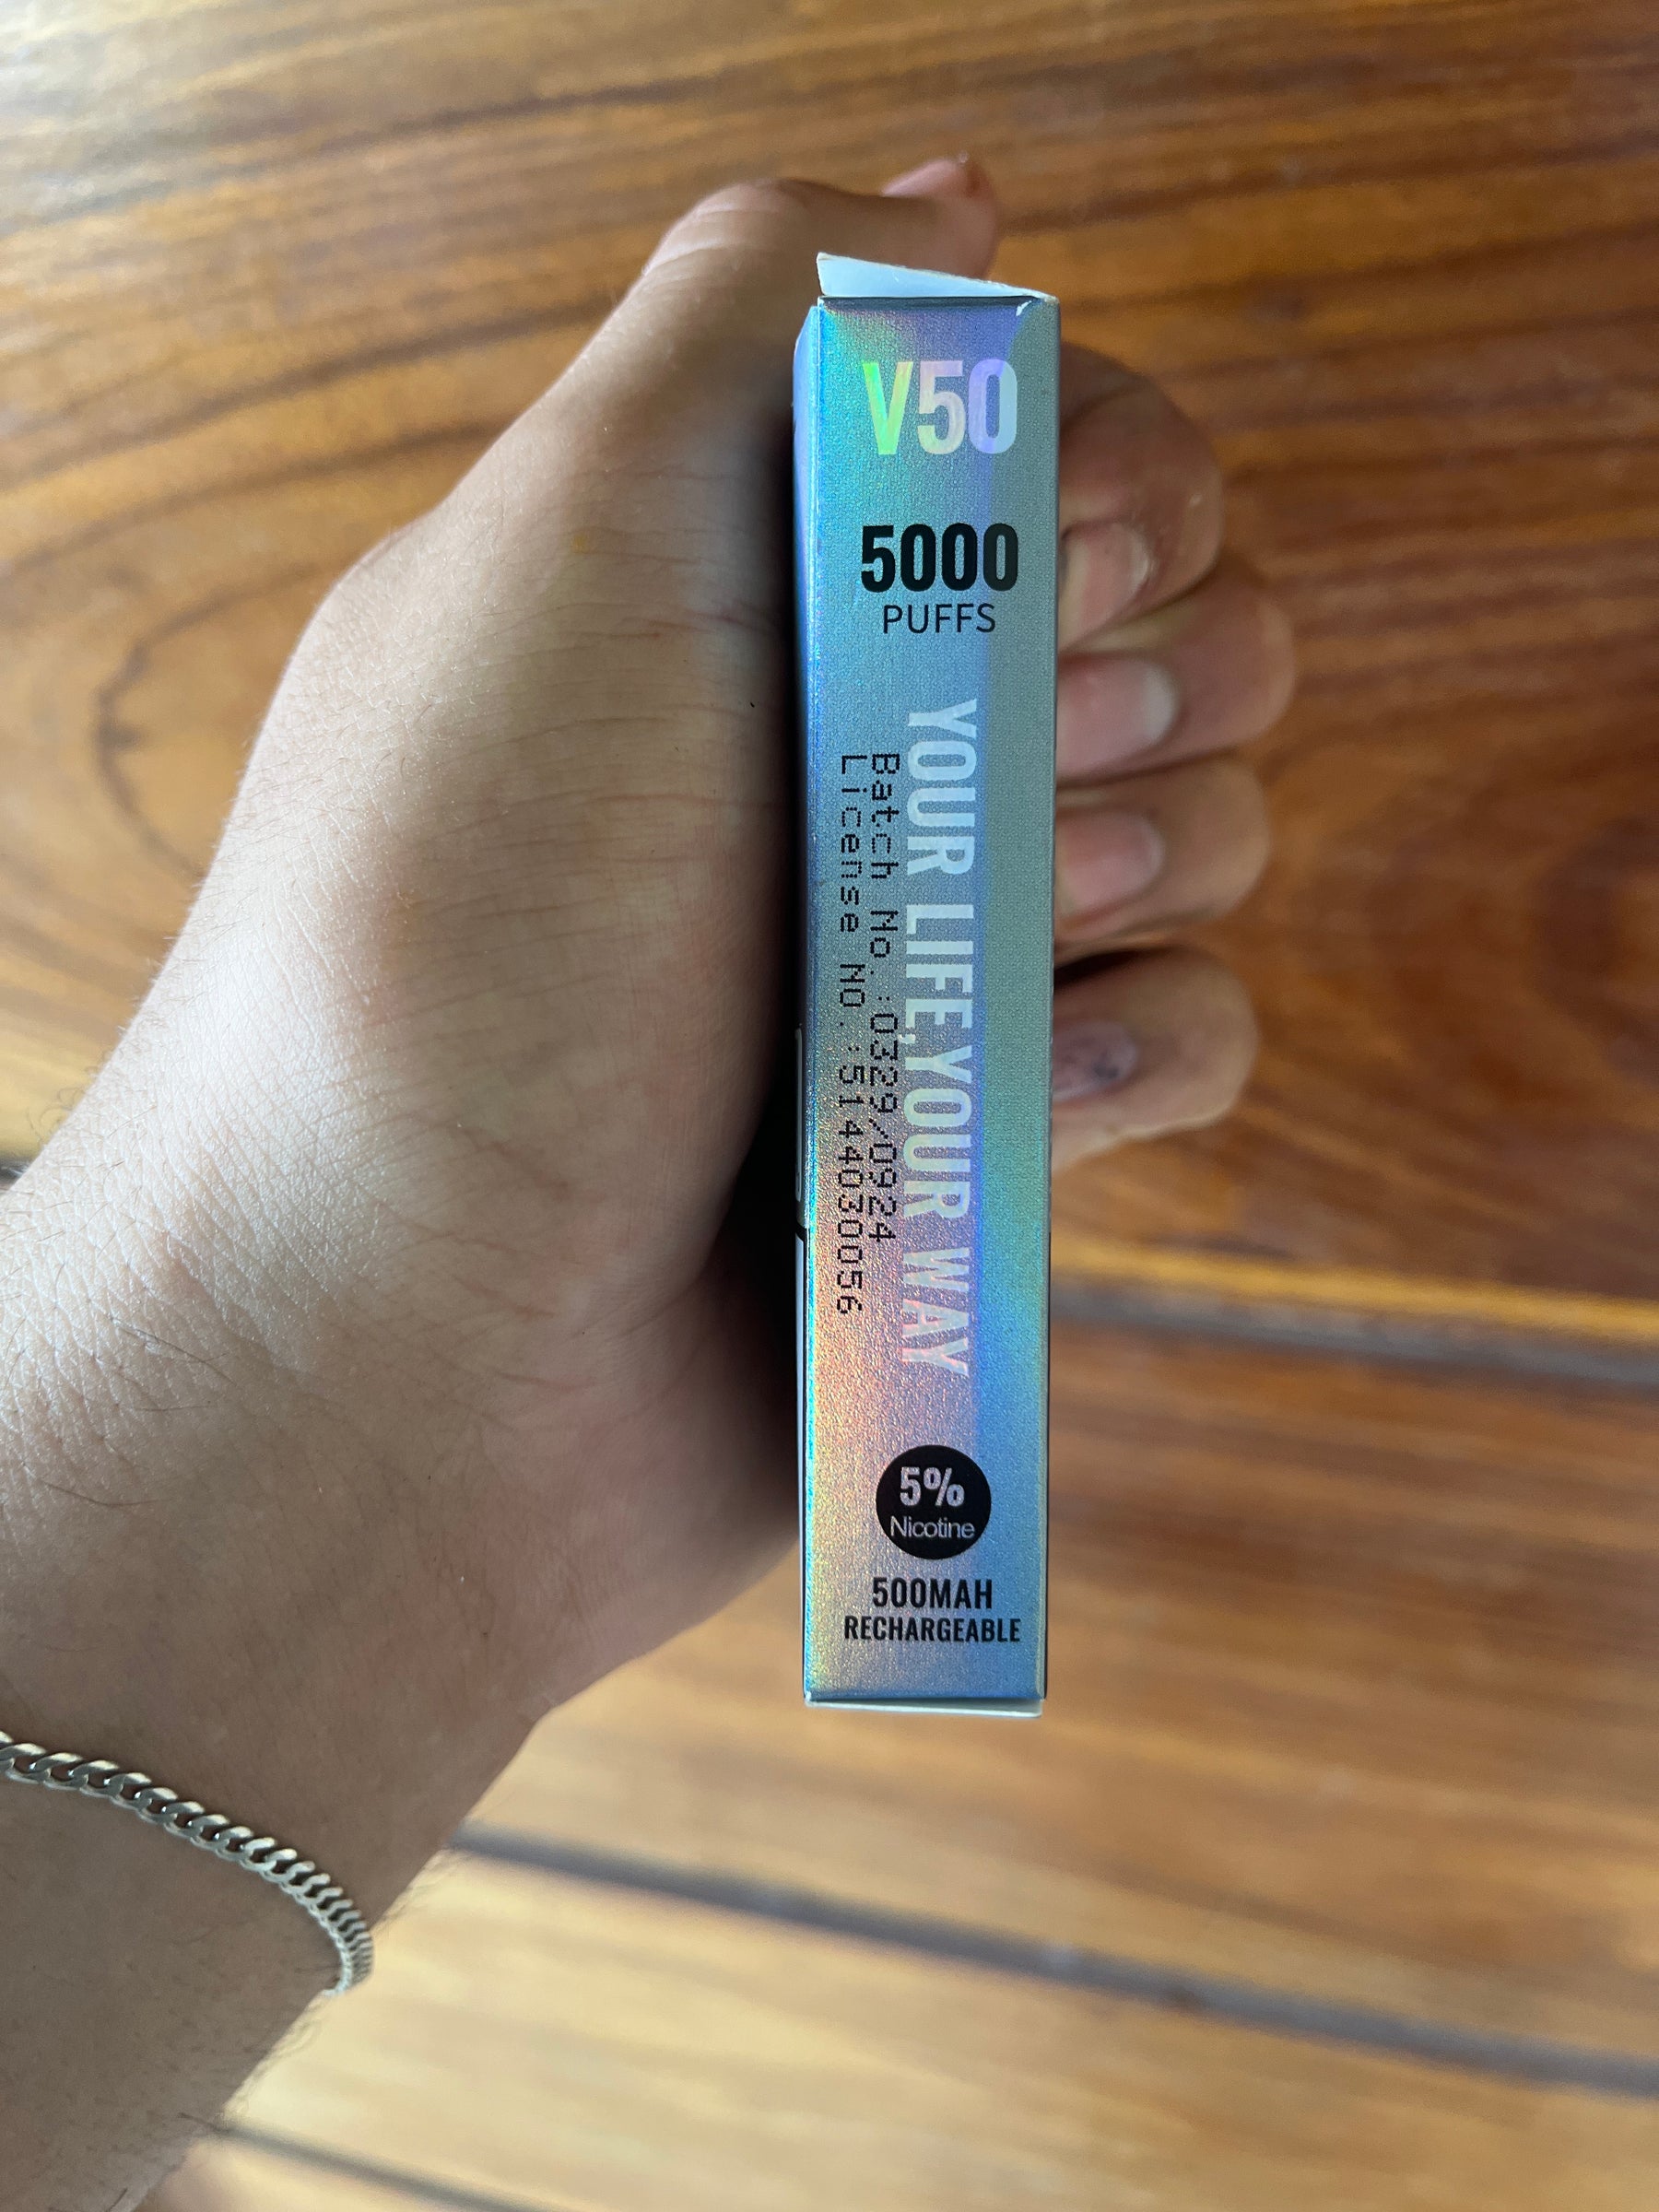 V50
5000
PUFFS
YOUR LIFE,YOUR WAY
Batch No.:0329/0924
License NO.:5144030056
5%
Nicotine
500MAH
RECHARGEABLE